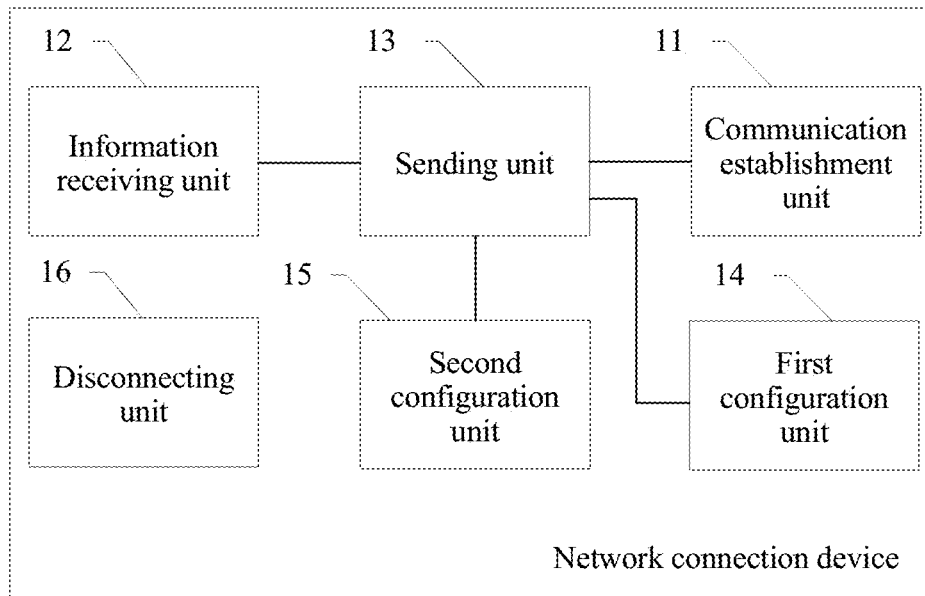 12
13
11
Information
receiving unit
Sending unit
Communication
establishment
unit
16
15
14
Disconnecting
unit
Second
configuration
unit
First
configuration
unit
Network connection device